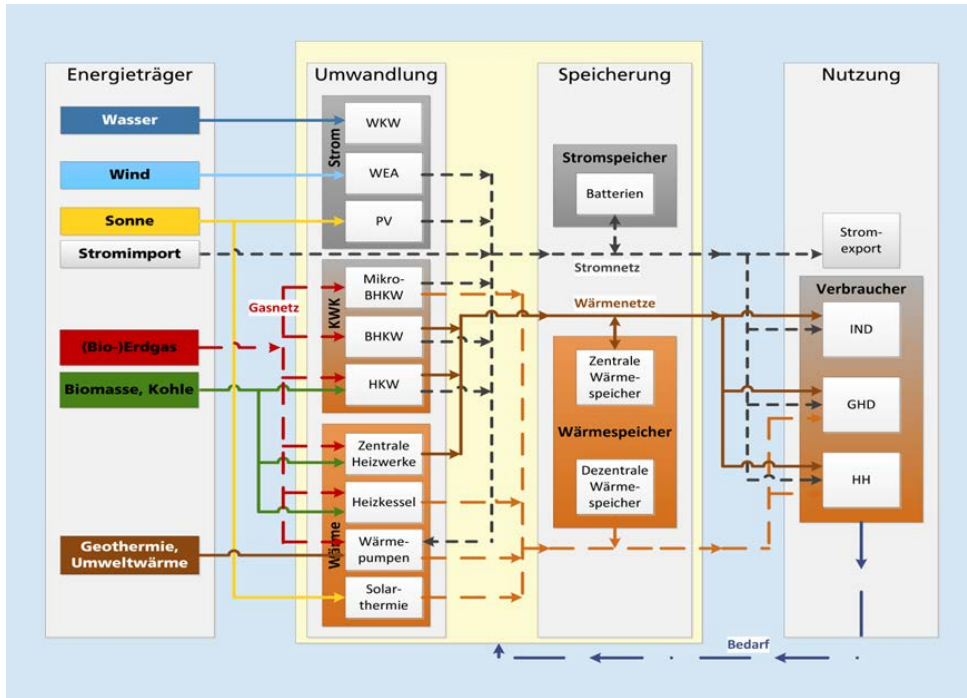 Energieträger
Umwandlung
Speicherung
Nutzung
Wasser
Wind
Sonne
Stromimport
(Bio-)Erdgas
Biomasse, Kohle
Geothermie,
Umweltwärme
Gasnetz
Strom
WKW
WEA
PV
KWK
Mikro-
BHKW
BHKW
HKW
Wärme
Zentrale
Heizwerke
Heizkessel
Wärme-
pumpen
Solar-
thermie
Stromspeicher
Batterien
Stromnetz
Wärmenetze
Zentrale
Wärme-
speicher
Wärmespeicher
Dezentrale
Wärme-
speicher
Strom-
export
Verbraucher
IND
GHD
HH
Bedarf